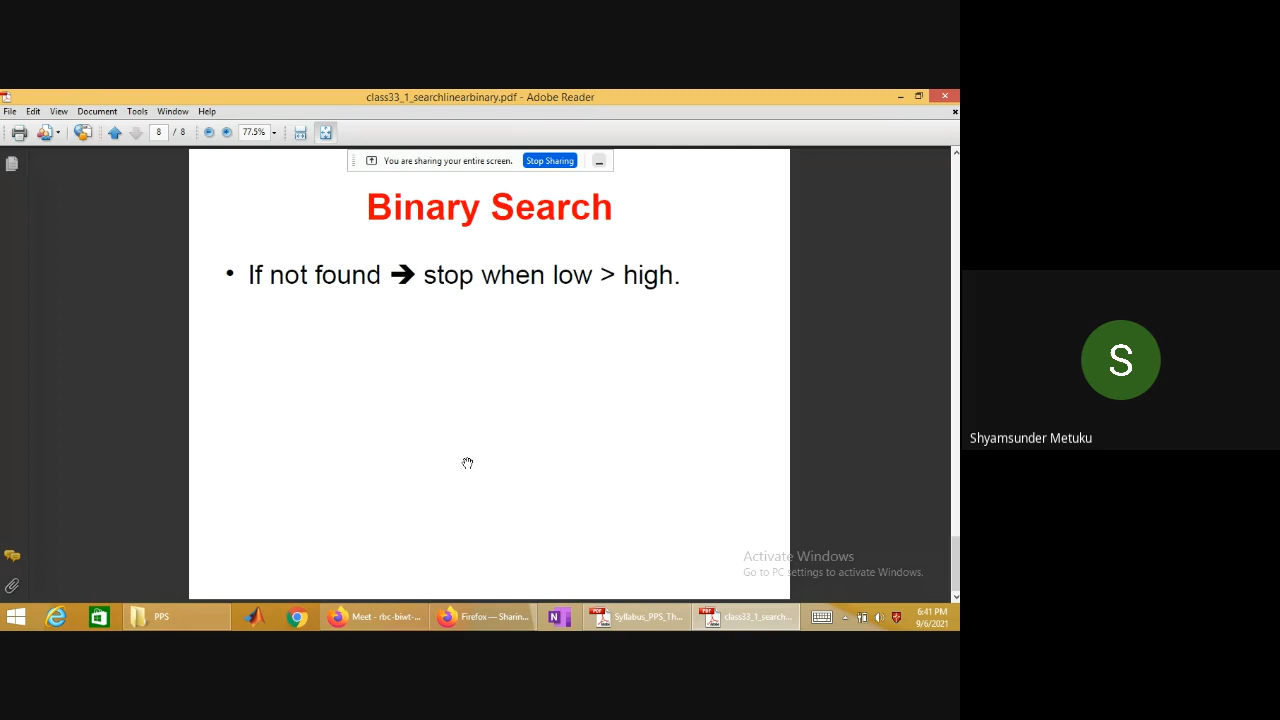 class33_1_searchlinearbinary.pdf - Adobe Reader
File Edit View Document Tools Window Help
8 / 8 77.5%
You are sharing your entire screen. Stop Sharing
Binary Search
• If not found ➔ stop when low > high.
S
Shyamsunder Metuku
Activate Windows
Go to PC settings to activate Windows.
PPS Meet - rbc-biwt-... Firefox — Sharin... N Syllabus_PPS_Th... class33_1_search... 6:41 PM
9/6/2021